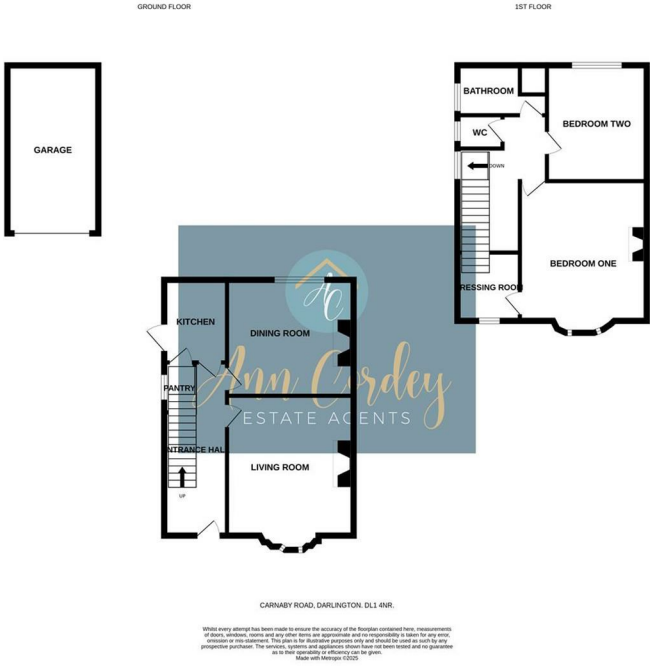 GROUND FLOOR
1ST FLOOR
GARAGE
BATHROOM
WC
BEDROOM TWO
DOWN
BEDROOM ONE
RESSING ROOM
KITCHEN
DINING ROOM
PANTRY
NTRANCE HAL
LIVING ROOM
UP
AC
Ann Cordey
ESTATE AGENTS
CARNABY ROAD, DARLINGTON. DL1 4NR.
Whilst every attempt has been made to ensure the accuracy of the floorplan contained here, measurements
of doors, windows, rooms and any other items are approximate and no responsibility is taken for any error,
omission or mis-statement. This plan is for illustrative purposes only and should be used as such by any
prospective purchaser. The services, systems and appliances shown have not been tested and no guarantee
as to their operability or efficiency can be given.
Made with Metropix ©2025